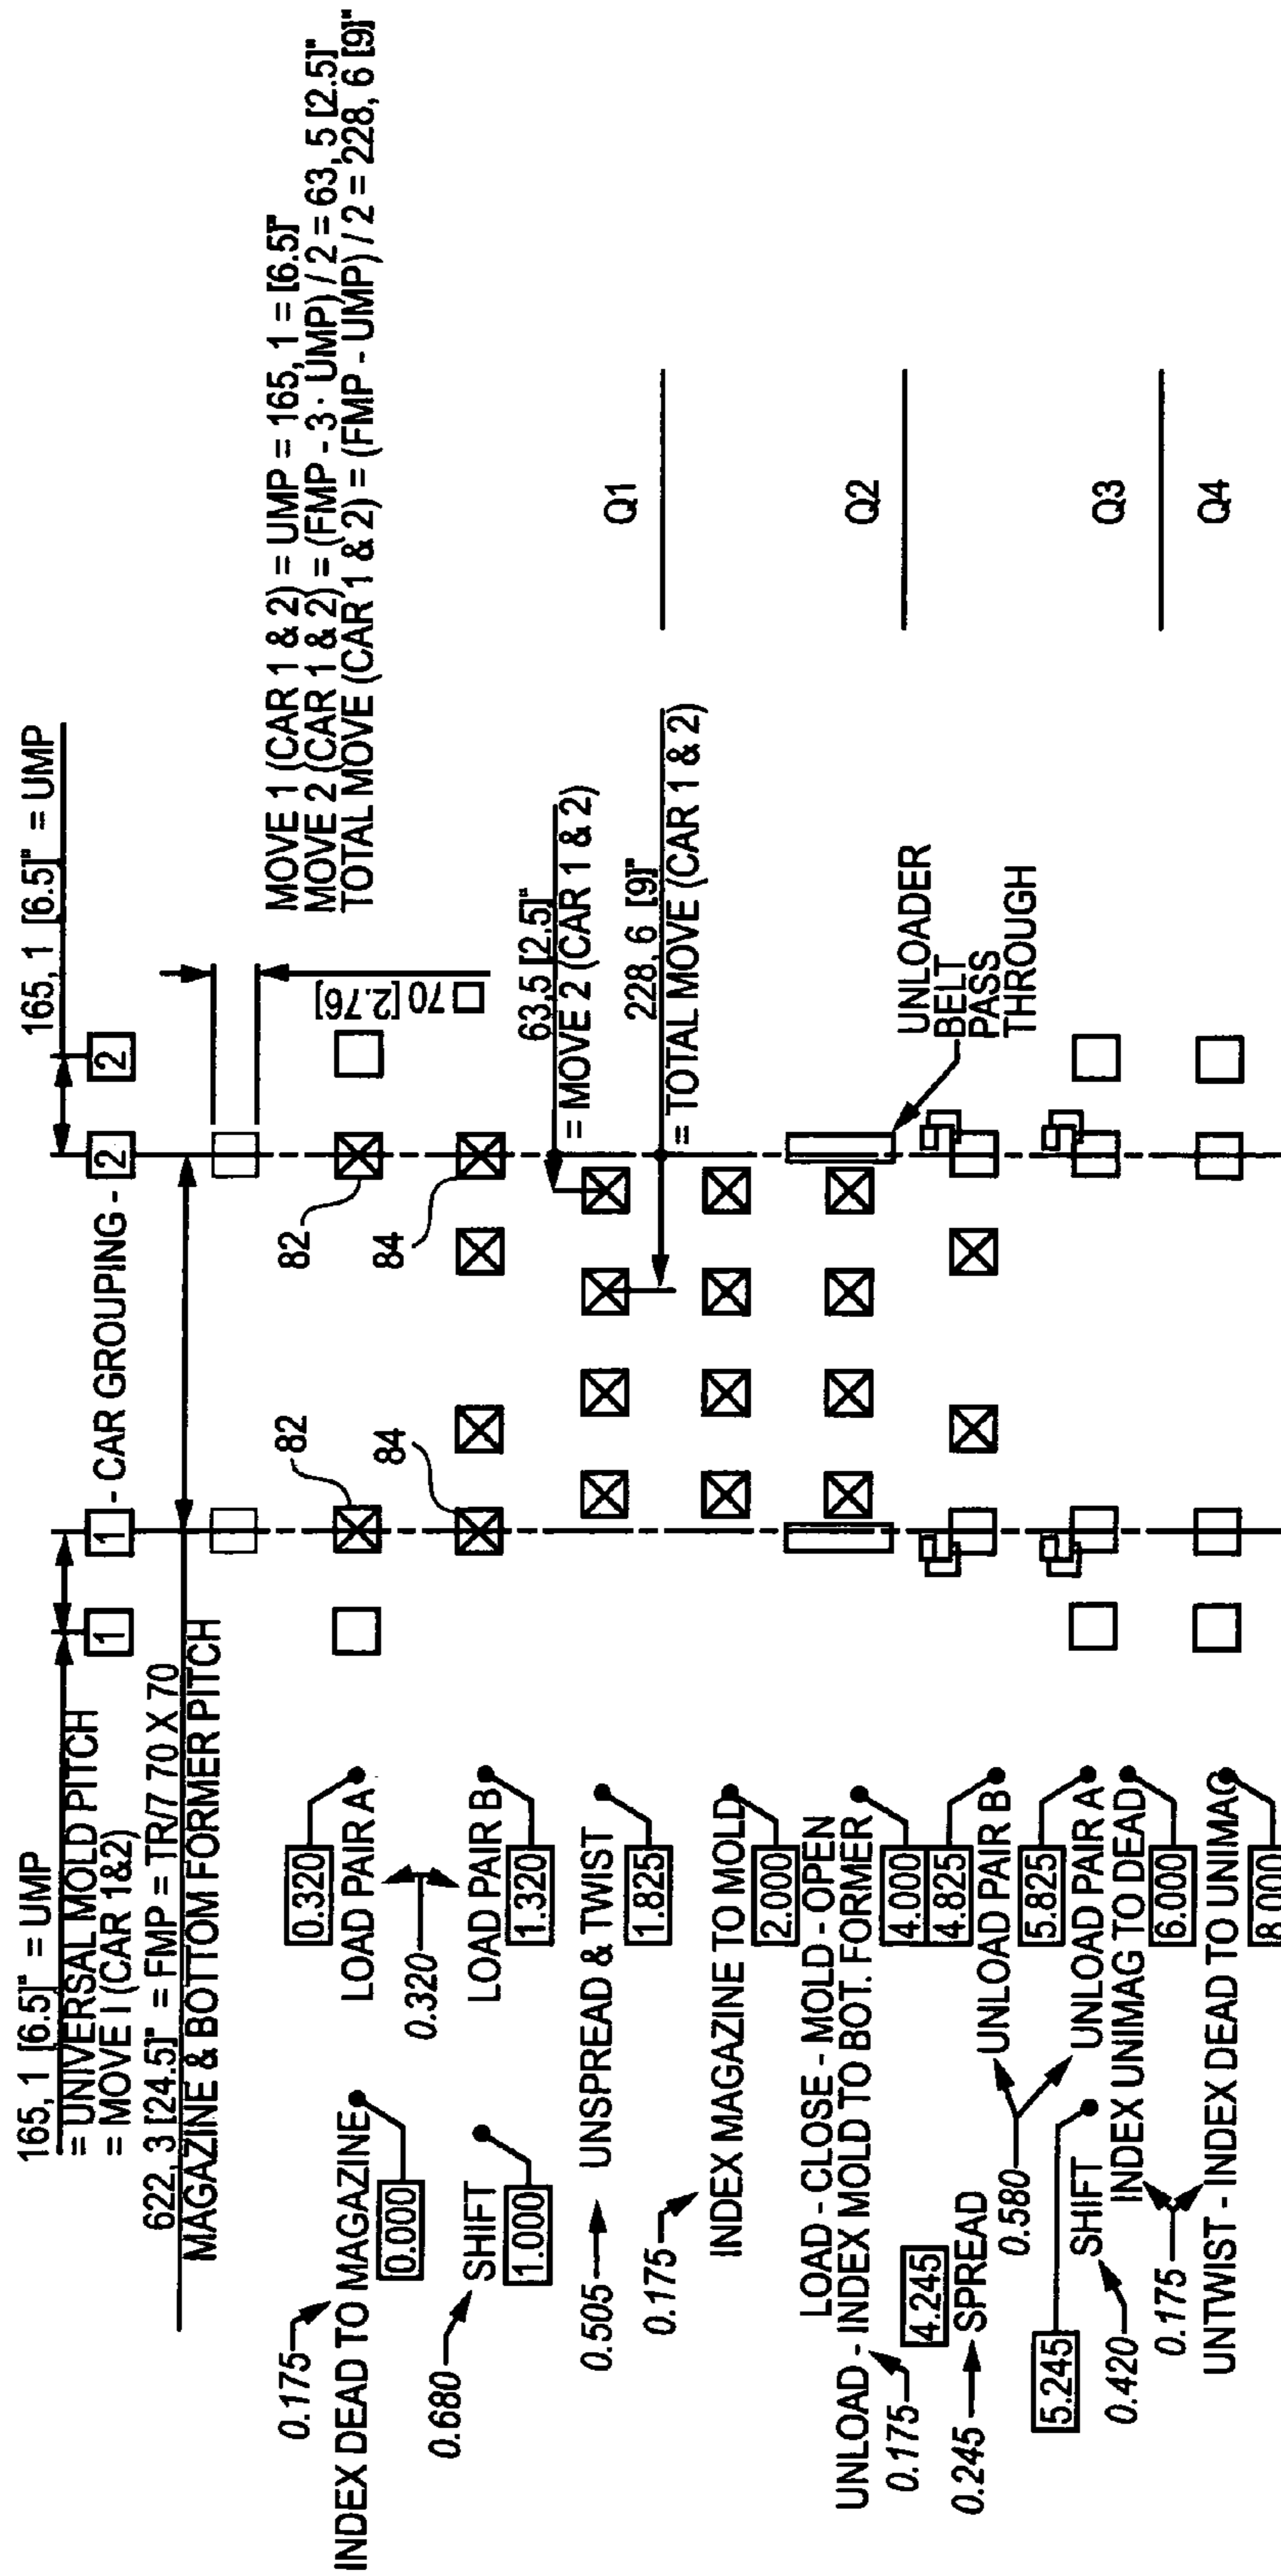 165, 1 [6.5]" = UMP
= UNIVERSAL MOLD PITCH
= MOVE I (CAR 1&2)
622, 3 [24.5]" = FMP = TR/7 70 X 70
MAGAZINE & BOTTOM FORMER PITCH
1
1
- CAR GROUPING -
2
2
165, 1 [6.5]" = UMP
MOVE 1 (CAR 1 & 2) = UMP = 165, 1 = [6.5]"
MOVE 2 (CAR 1 & 2) = (FMP - 3 · UMP) / 2 = 63, 5 [2.5]"
TOTAL MOVE (CAR 1 & 2) = (FMP - UMP) / 2 = 228, 6 [9]"
□70 [2.76]
82
82
84
84
63,5 [2,5]"
= MOVE 2 (CAR 1 & 2)
228, 6 [9]"
= TOTAL MOVE (CAR 1 & 2)
UNLOADER
BELT
PASS
THROUGH
Q1
Q2
Q3
Q4
0.175
INDEX DEAD TO MAGAZINE
0.000
0.320
LOAD PAIR A
0.320
0.680
SHIFT
1.000
LOAD PAIR B
1.320
0.505
UNSPREAD & TWIST
1.825
0.175
INDEX MAGAZINE TO MOLD
2.000
LOAD - CLOSE - MOLD - OPEN
UNLOAD - INDEX MOLD TO BOT. FORMER
0.175
4.000
4.245
4.825
0.245
SPREAD
UNLOAD PAIR B
0.580
5.245
5.825
SHIFT
UNLOAD PAIR A
0.420
INDEX UNIMAG TO DEAD
0.175
6.000
UNTWIST - INDEX DEAD TO UNIMAG
8.000